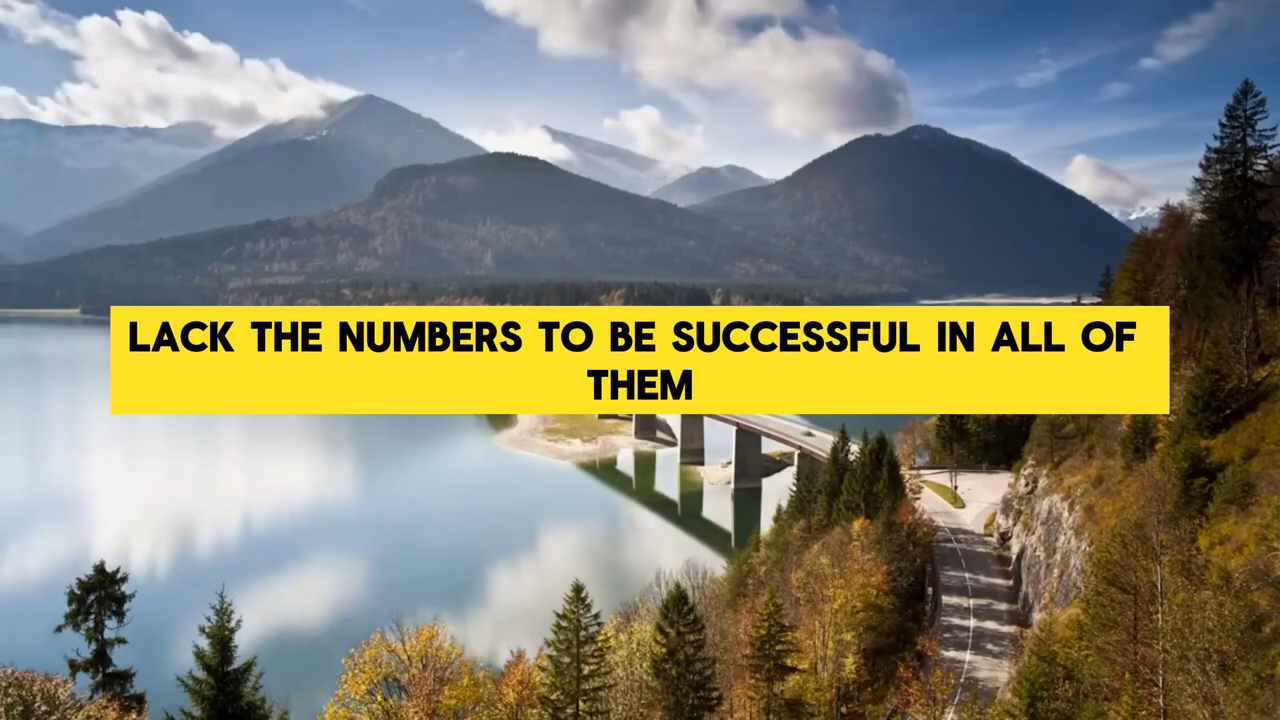 LACK THE NUMBERS TO BE SUCCESSFUL IN ALL OF
THEM